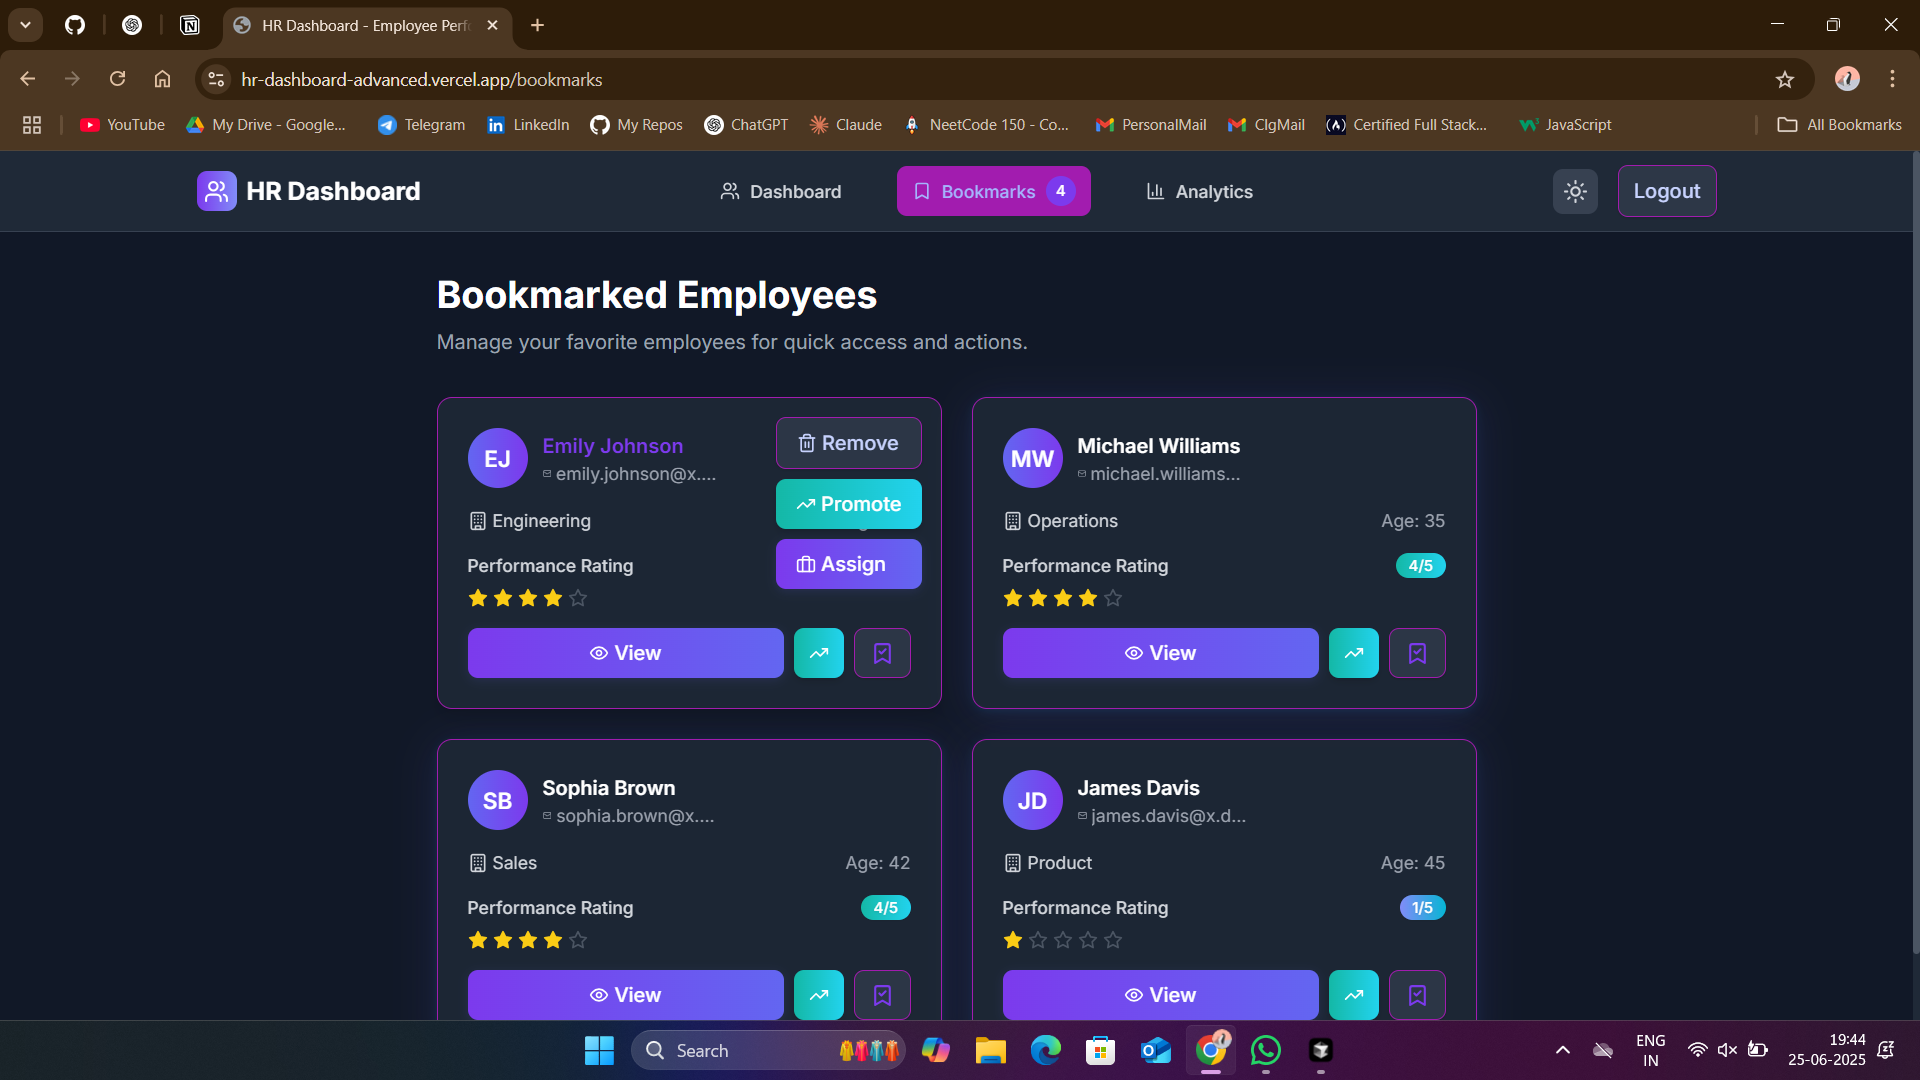 HR Dashboard - Employee Perf
hr-dashboard-advanced.vercel.app/bookmarks
YouTube My Drive - Google... Telegram LinkedIn My Repos ChatGPT Claude NeetCode 150 - Co... PersonalMail ClgMail Certified Full Stack... JavaScript All Bookmarks
HR Dashboard Dashboard Bookmarks 4 Analytics Logout
Bookmarked Employees
Manage your favorite employees for quick access and actions.
EJ
Emily Johnson
emily.johnson@x....
Remove
Promote
Assign
Engineering
Performance Rating
View
MW
Michael Williams
michael.williams...
Operations
Age: 35
Performance Rating
4/5
View
SB
Sophia Brown
sophia.brown@x....
Sales
Age: 42
Performance Rating
4/5
View
JD
James Davis
james.davis@x.d...
Product
Age: 45
Performance Rating
1/5
View
Search
ENG
IN
19:44
25-06-2025